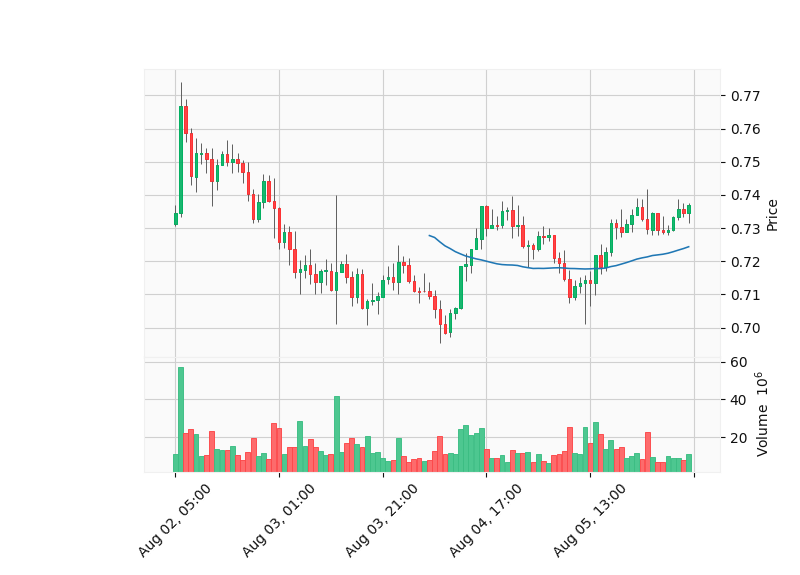 0.77
0.76
0.75
0.74
0.73
0.72
0.71
0.70
Price
60
40
20
Volume 10⁶
Aug 02, 05:00
Aug 03, 01:00
Aug 03, 21:00
Aug 04, 17:00
Aug 05, 13:00